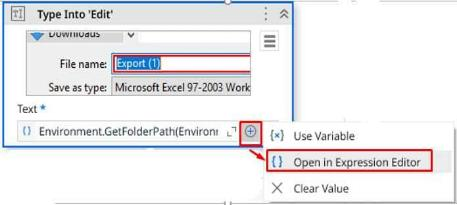 Type Into 'Edit'
Downloads
File name: Export (1)
Save as type: Microsoft Excel 97-2003 Work
Text *
Environment.GetFolderPath(Environr
{x} Use Variable
{ } Open in Expression Editor
Clear Value